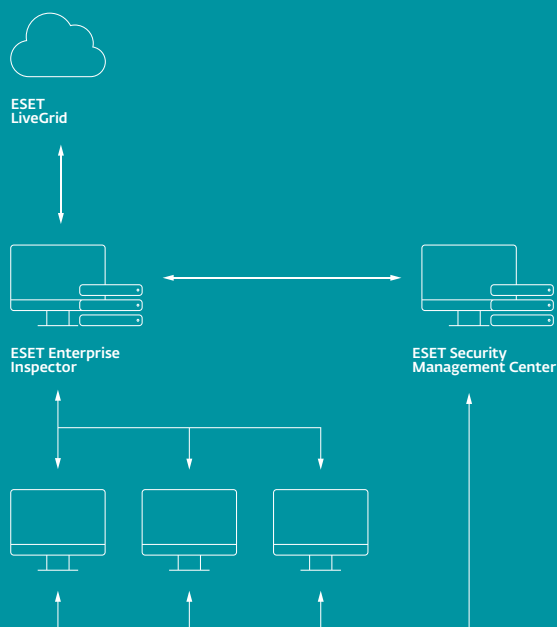 ESET
LiveGrid
ESET Enterprise
Inspector
ESET Security
Management Center